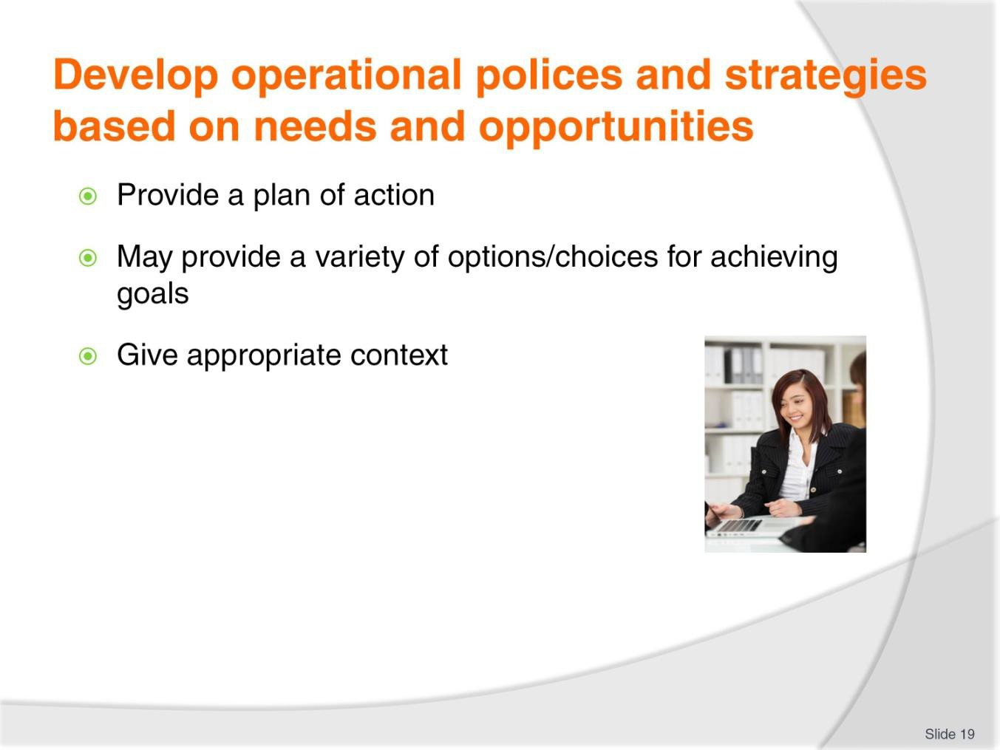 Develop operational polices and strategies
based on needs and opportunities
Provide a plan of action
May provide a variety of options/choices for achieving
goals
Give appropriate context
Slide 19